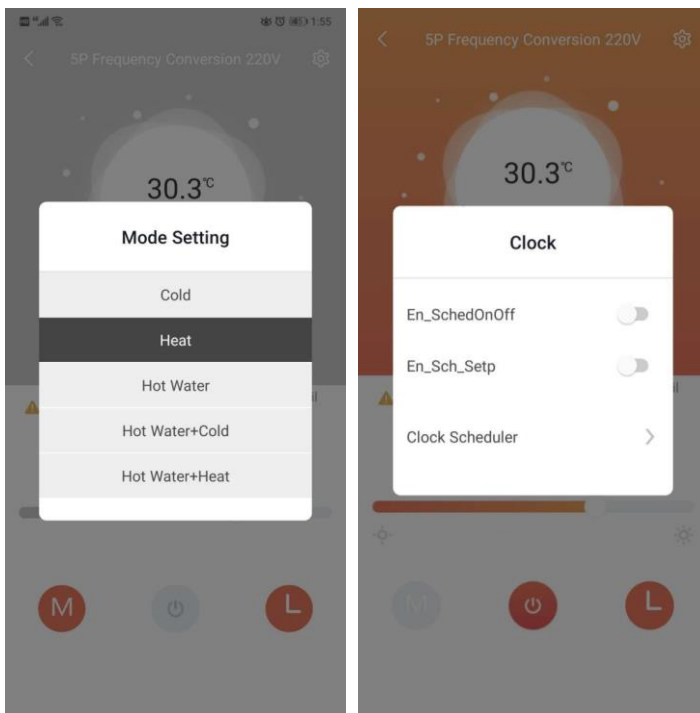 1:55
5P Frequency Conversion 220V
30.3℃
Mode Setting
Cold
Heat
Hot Water
Hot Water+Cold
Hot Water+Heat
M
5P Frequency Conversion 220V
30.3℃
Clock
En_SchedOnOff
En_Sch_Setp
Clock Scheduler
M